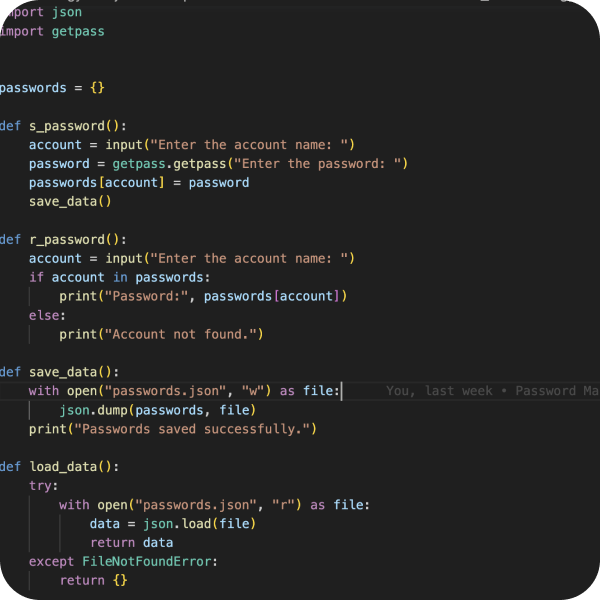 port json
import getpass
passwords = {}
def s_password():
    account = input("Enter the account name: ")
    password = getpass.getpass("Enter the password: ")
    passwords[account] = password
    save_data()
def r_password():
    account = input("Enter the account name: ")
    if account in passwords:
        print("Password:", passwords[account])
    else:
        print("Account not found.")
def save_data():
    with open("passwords.json", "w") as file: You, last week • Password Ma
        json.dump(passwords, file)
    print("Passwords saved successfully.")
def load_data():
    try:
        with open("passwords.json", "r") as file:
            data = json.load(file)
            return data
    except FileNotFoundError:
        return {}